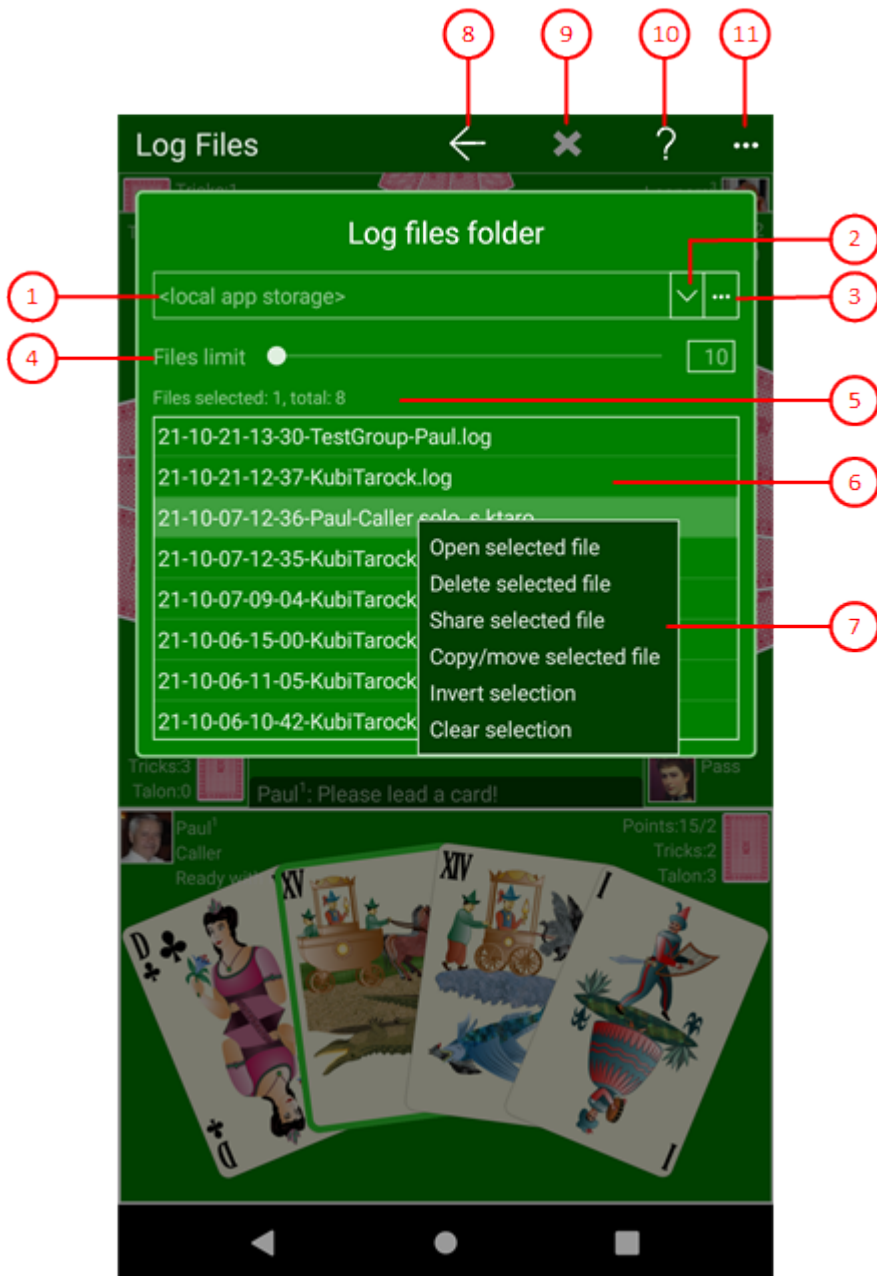 8 9 10 11
Log Files
Tricks:1
Log files folder
2
1
<local app storage>
3
4
Files limit 10
Files selected: 1, total: 8
5
21-10-21-13-30-TestGroup-Paul.log
21-10-21-12-37-KubiTarock.log
6
21-10-07-12-36-Paul-Caller solo
21-10-07-12-35-KubiTarock
21-10-07-09-04-KubiTarock
21-10-06-15-00-KubiTarock
21-10-06-11-05-KubiTarock
21-10-06-10-42-KubiTarock
Open selected file
Delete selected file
Share selected file
7
Copy/move selected file
Invert selection
Clear selection
Tricks:3
Talon:0
Pass
Paul¹: Please lead a card!
Paul¹
Caller
Ready
Points:15/2
Tricks:2
Talon:3
D
XV
XIV
I
D
I